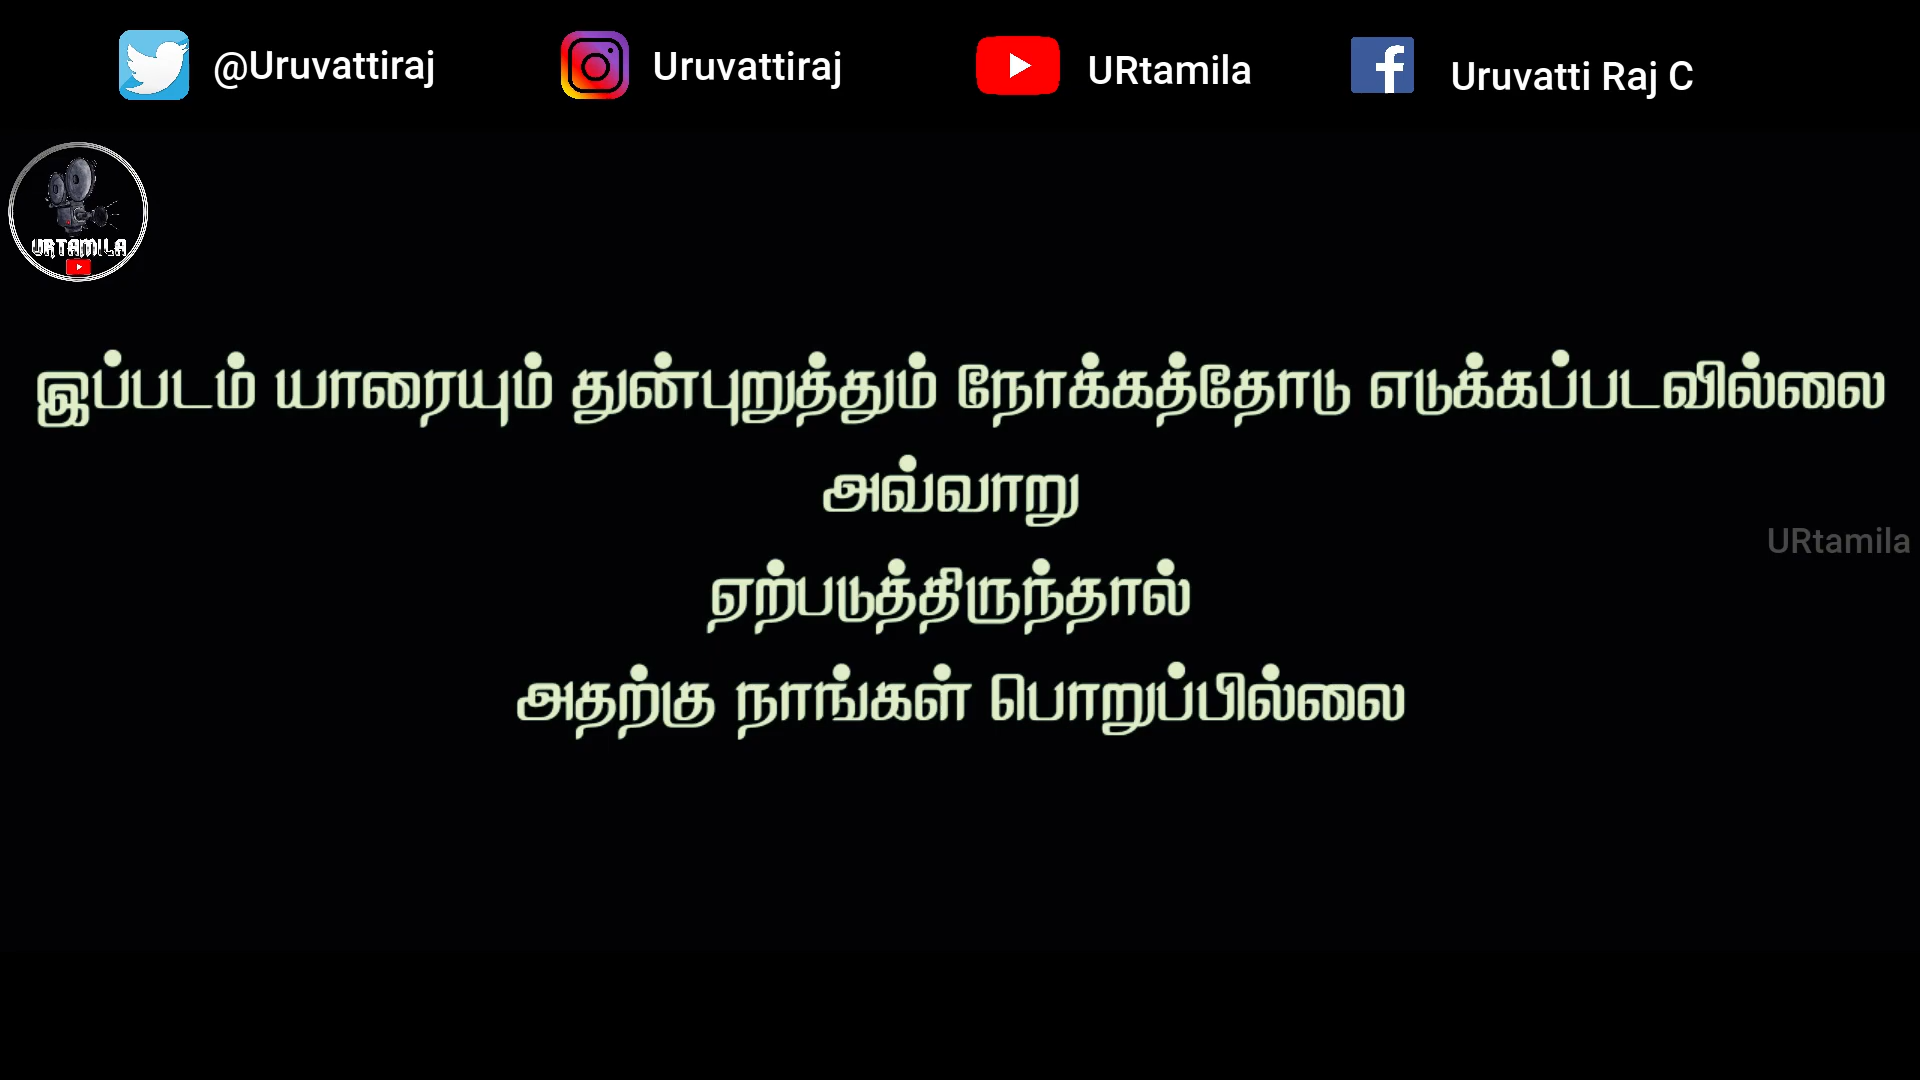 @Uruvattiraj
Uruvattiraj
URtamila
Uruvatti Raj C
URTAMILA
இப்படம் யாரையும் துன்புறுத்தும் நோக்கத்தோடு எடுக்கப்படவில்லை
அவ்வாறு
URtamila
ஏற்படுத்திருந்தால்
அதற்கு நாங்கள் பொறுப்பில்லை